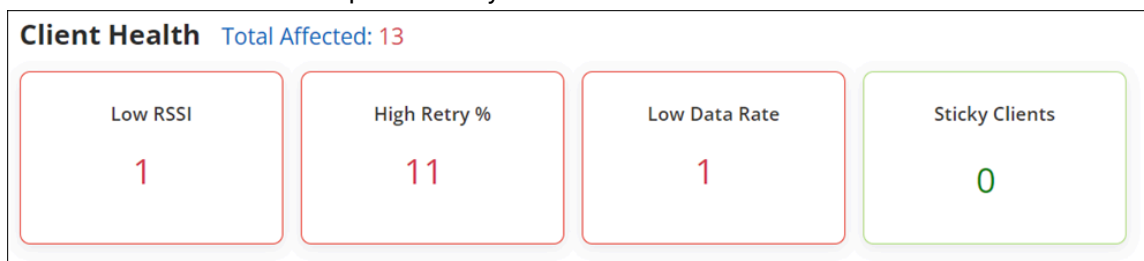 Client Health Total Affected: 13
Low RSSI High Retry % Low Data Rate Sticky Clients
1 11 1 0